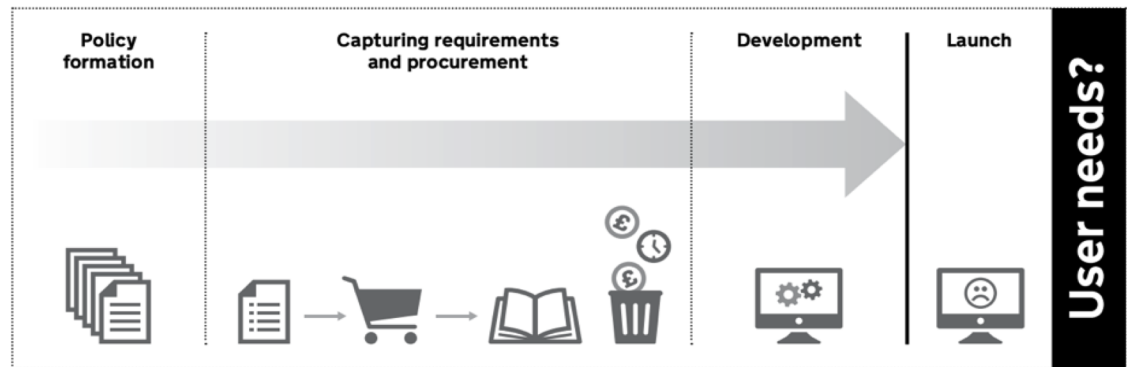 Policy
formation
Capturing requirements
and procurement
Development
Launch
User needs?
£
£